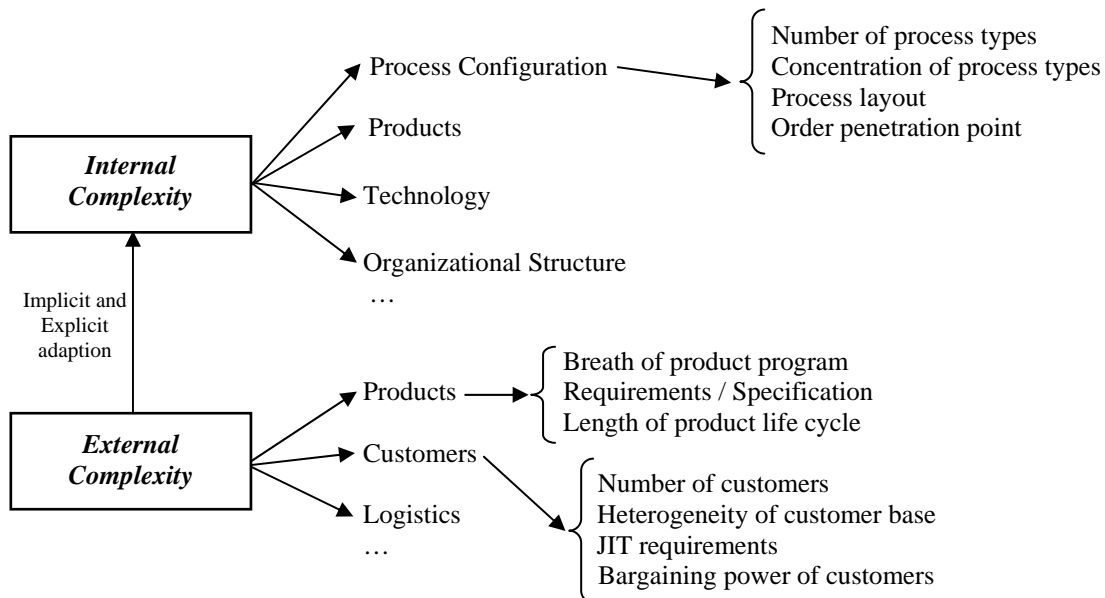 Process Configuration
Number of process types
Concentration of process types
Process layout
Order penetration point
Products
Internal
Complexity
Technology
Organizational Structure
…
Implicit and
Explicit
adaption
Products
Breath of product program
Requirements / Specification
Length of product life cycle
External
Complexity
Customers
Number of customers
Heterogeneity of customer base
JIT requirements
Bargaining power of customers
Logistics
…